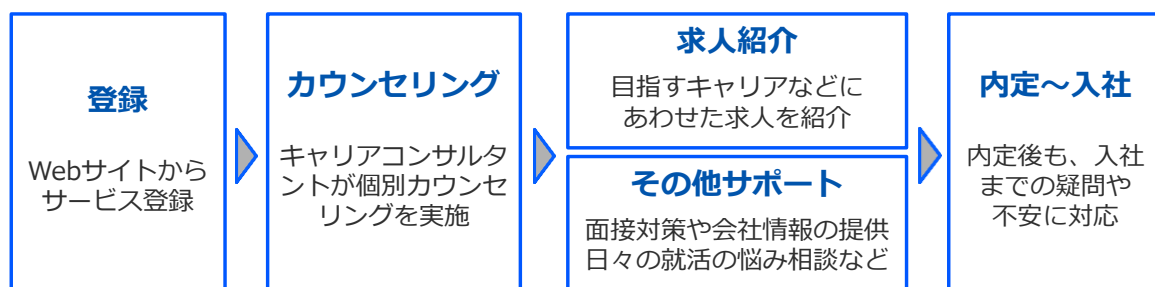 登録
Webサイトから
サービス登録
カウンセリング
キャリアコンサルタ
ントが個別カウンセ
リングを実施
求人紹介
目指すキャリアなどに
あわせた求人を紹介
その他サポート
面接対策や会社情報の提供
日々の就活の悩み相談など
内定～入社
内定後も、入社
までの疑問や
不安に対応